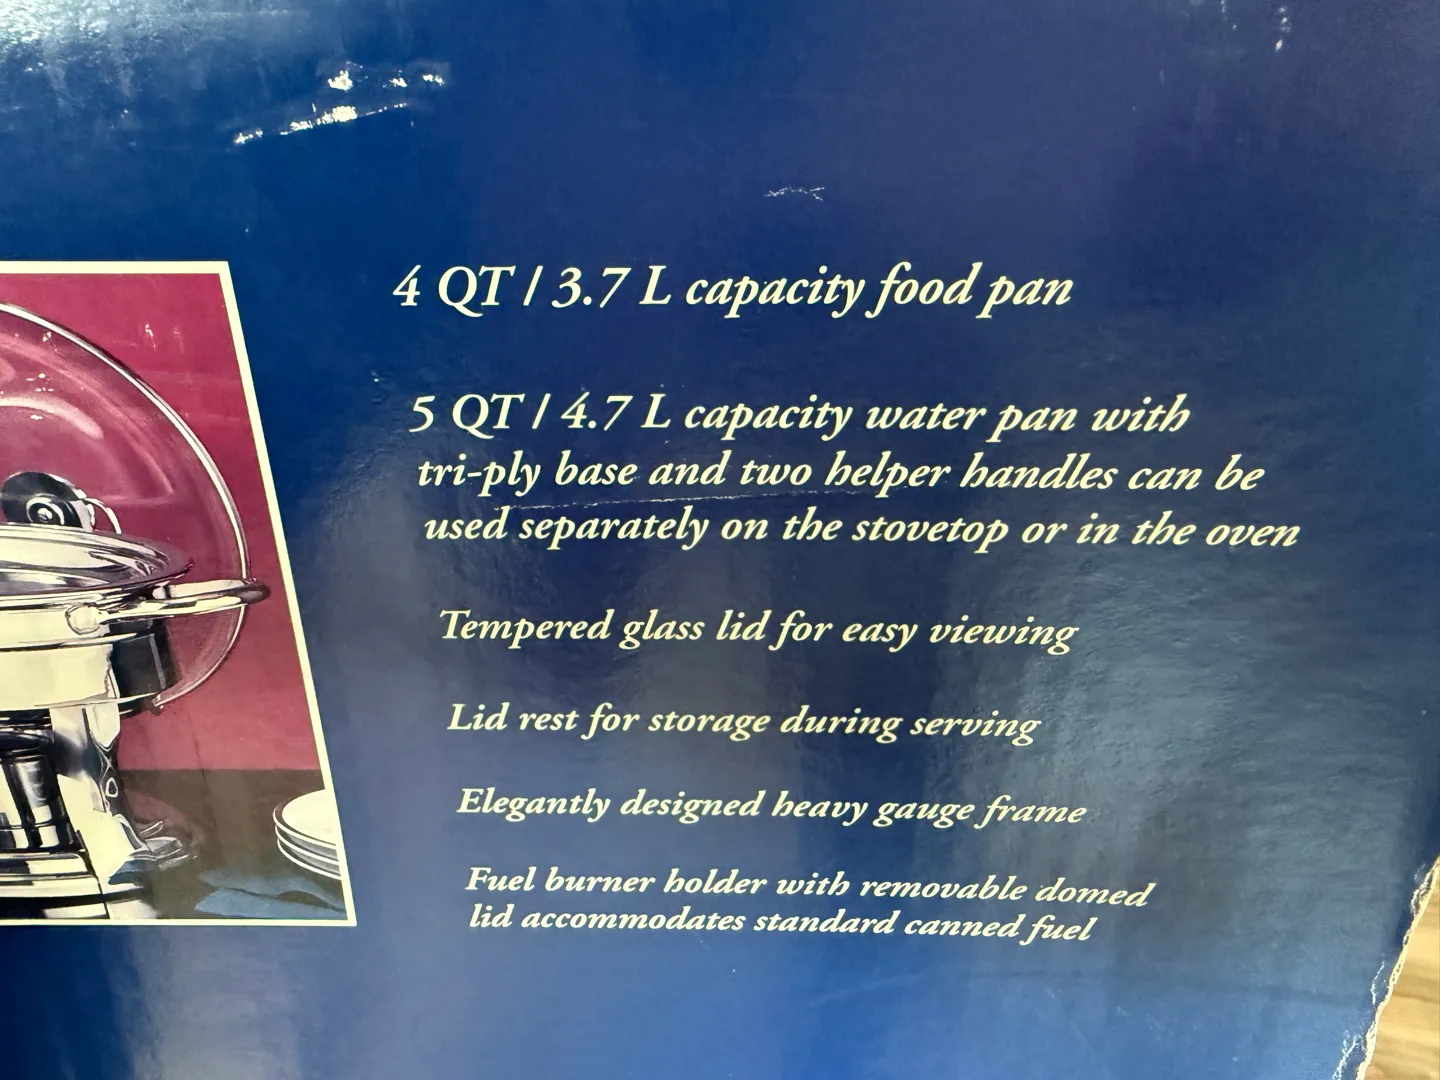 4 QT / 3.7 L capacity food pan
5 QT / 4.7 L capacity water pan with
tri-ply base and two helper handles can be
used separately on the stovetop or in the oven
Tempered glass lid for easy viewing
Lid rest for storage during serving
Elegantly designed heavy gauge frame
Fuel burner holder with removable domed
lid accommodates standard canned fuel